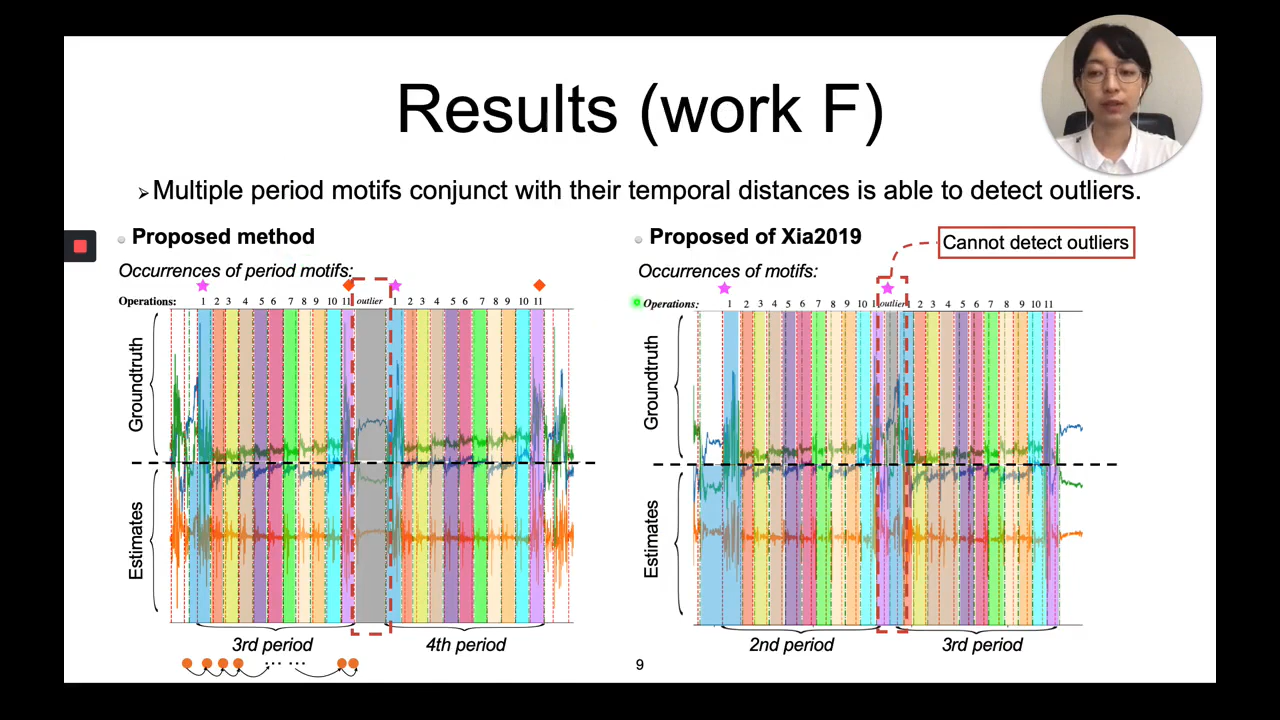 Results (work F)
➢Multiple period motifs conjunct with their temporal distances is able to detect outliers.
Proposed method
Occurrences of period motifs:
Operations: 1 2 3 4 5 6 7 8 9 10 11 outlier 1 2 3 4 5 6 7 8 9 10 11
Groundtruth
Estimates
3rd period
4th period
... ...
Proposed of Xia2019
Cannot detect outliers
Occurrences of motifs:
Operations: 1 2 3 4 5 6 7 8 9 10 1 outlier 1 2 3 4 5 6 7 8 9 10 11
Groundtruth
Estimates
2nd period
3rd period
9